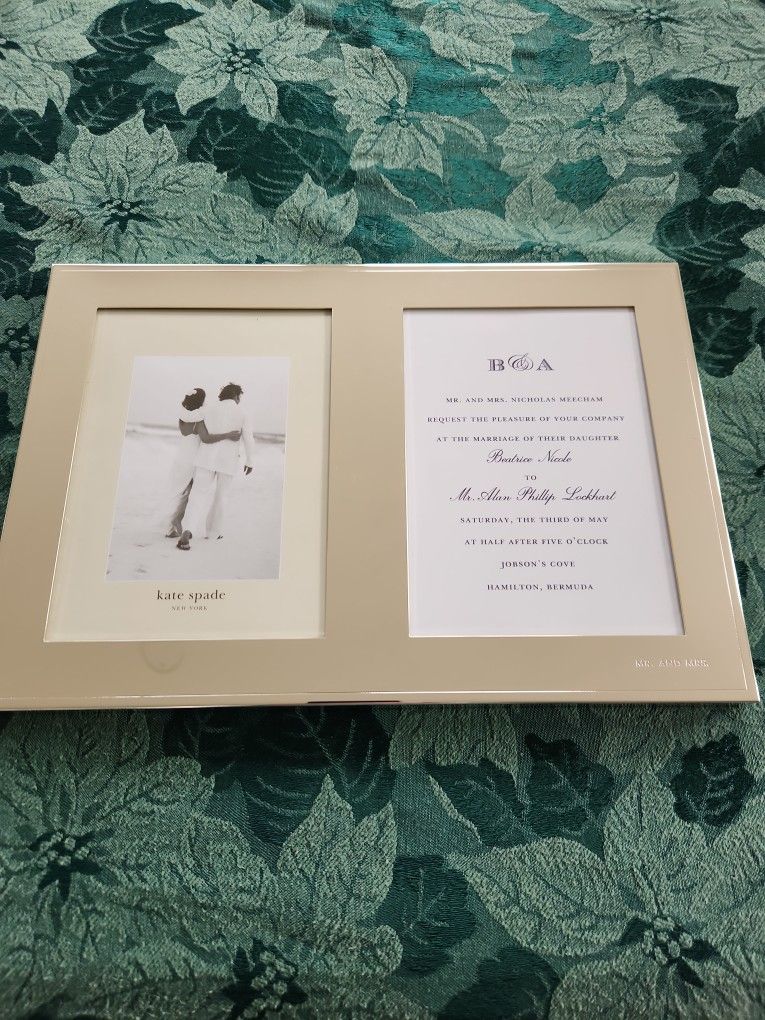 kate spade
NEW YORK
B&A
MR. AND MRS. NICHOLAS MEECHAM
REQUEST THE PLEASURE OF YOUR COMPANY
AT THE MARRIAGE OF THEIR DAUGHTER
Beatrice Nicole
TO
Mr. Alan Phillip Lockhart
SATURDAY, THE THIRD OF MAY
AT HALF AFTER FIVE O'CLOCK
JOBSON'S COVE
HAMILTON, BERMUDA
MR. AND MRS.